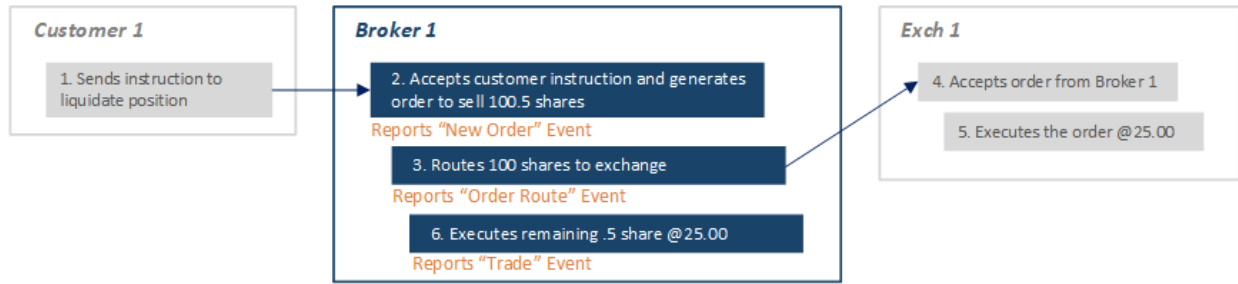 Customer 1
1. Sends instruction to
liquidate position
Broker 1
2. Accepts customer instruction and generates
order to sell 100.5 shares
Reports “New Order” Event
3. Routes 100 shares to exchange
Reports “Order Route” Event
6. Executes remaining .5 share @25.00
Reports “Trade” Event
Exch 1
4. Accepts order from Broker 1
5. Executes the order @25.00